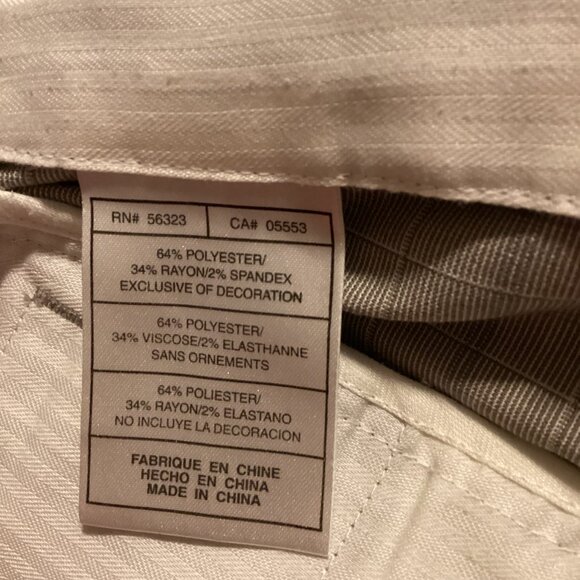 RN# 56323 CA# 05553
64% POLYESTER/
34% RAYON/2% SPANDEX
EXCLUSIVE OF DECORATION
64% POLYESTER/
34% VISCOSE/2% ELASTHANNE
SANS ORNEMENTS
64% POLIESTER/
34% RAYON/2% ELASTANO
NO INCLUYE LA DECORACION
FABRIQUE EN CHINE
HECHO EN CHINA
MADE IN CHINA